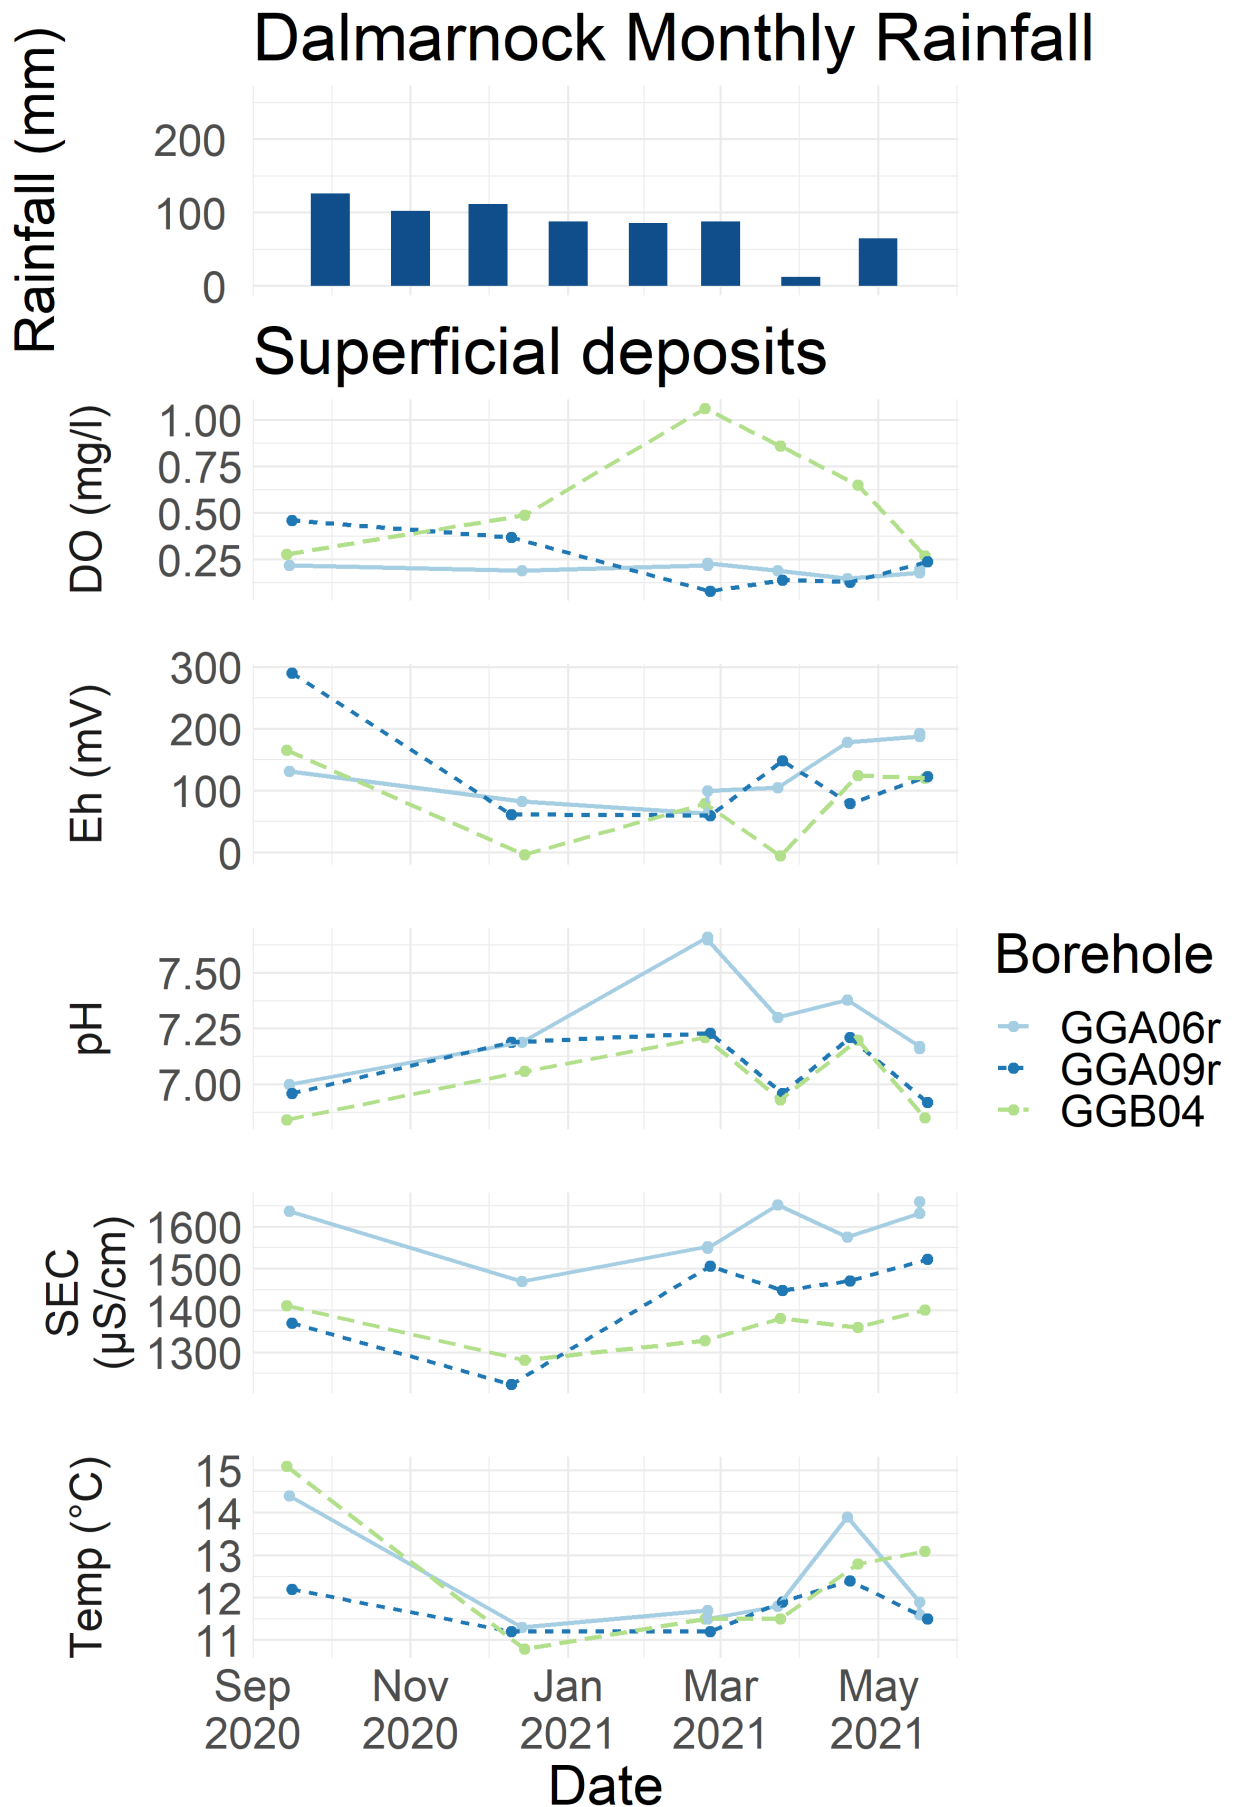 Dalmarnock Monthly Rainfall
Rainfall (mm)
200
100
0
Superficial deposits
DO (mg/l)
1.00
0.75
0.50
0.25
Eh (mV)
300
200
100
0
pH
7.50
7.25
7.00
Borehole
GGA06r
GGA09r
GGB04
SEC
(µS/cm)
1600
1500
1400
1300
Temp (°C)
15
14
13
12
11
Sep Nov Jan Mar May
2020 2020 2021 2021 2021
Date